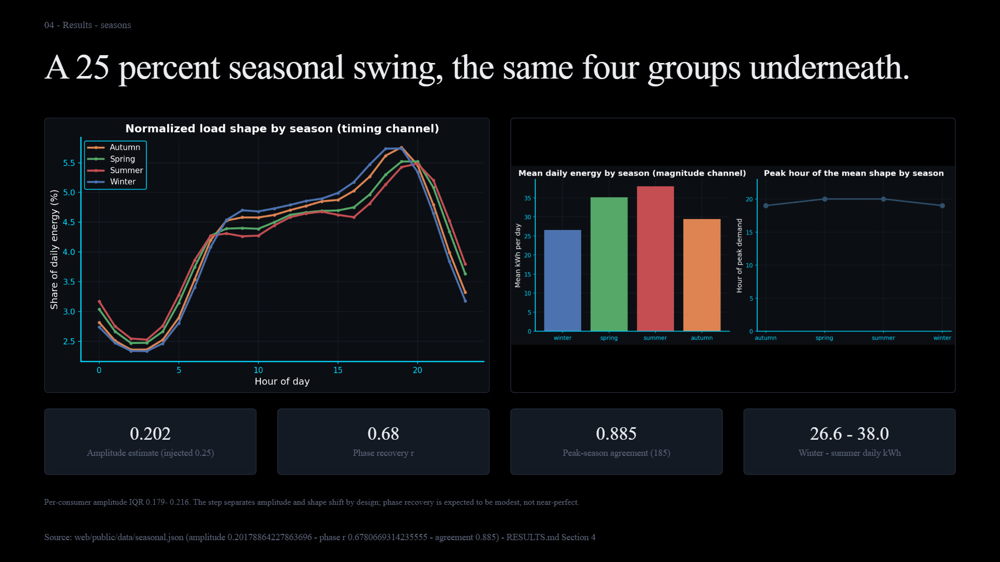 04 - Results - seasons
A 25 percent seasonal swing, the same four groups underneath.
Normalized load shape by season (timing channel)
Autumn
Spring
Summer
Winter
Share of daily energy (%)
5.5
5.0
4.5
4.0
3.5
3.0
2.5
0 5 10 15 20
Hour of day
Mean daily energy by season (magnitude channel)
Mean kWh per day
35
30
25
20
15
10
5
0
winter spring summer autumn
Peak hour of the mean shape by season
Hour of peak demand
20
15
10
5
0
autumn spring summer winter
0.202
Amplitude estimate (injected 0.25)
0.68
Phase recovery r
0.885
Peak-season agreement (185)
26.6 - 38.0
Winter - summer daily kWh
Per-consumer amplitude IQR 0.179- 0.216. The step separates amplitude and shape shift by design; phase recovery is expected to be modest, not near-perfect.
Source: web/public/data/seasonal.json (amplitude 0.20178864227863696 - phase r 0.6780669314235555 - agreement 0.885) - RESULTS.md Section 4